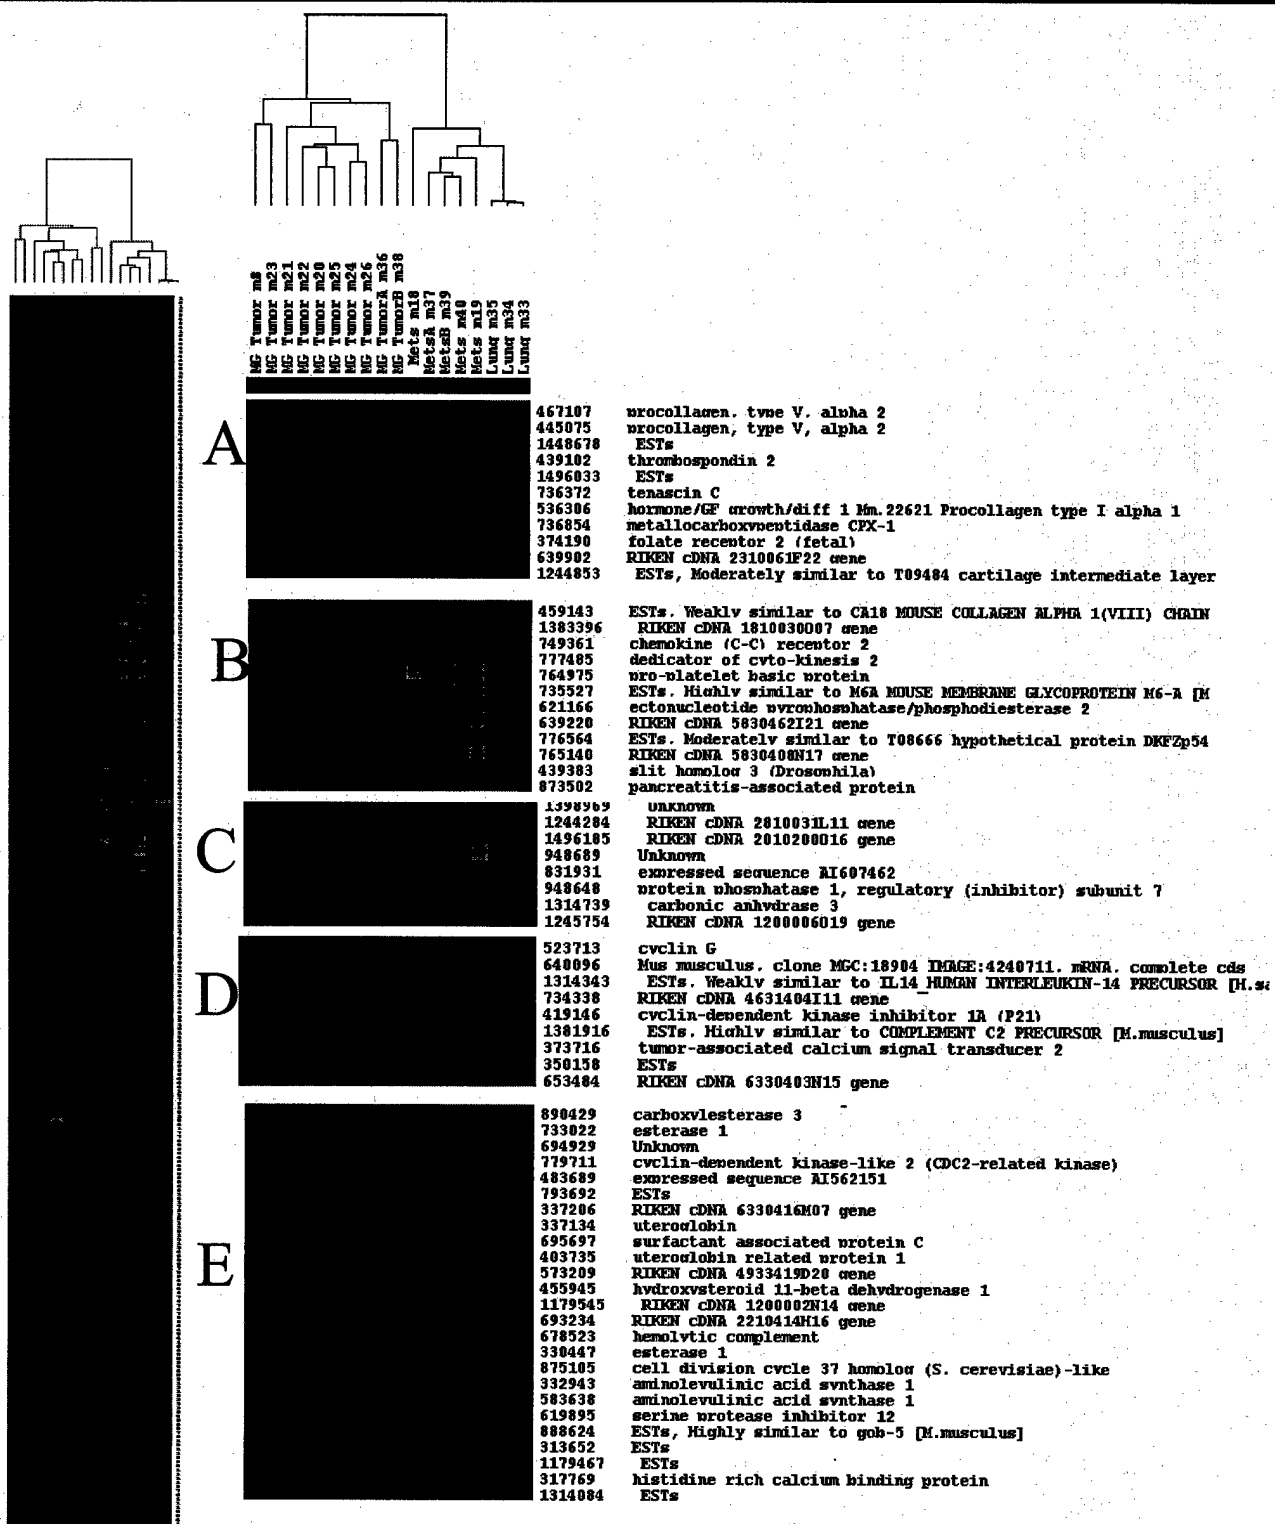 MG Tumor m8
MG Tumor m23
MG Tumor m21
MG Tumor m22
MG Tumor m20
MG Tumor m25
MG Tumor m24
MG Tumor m26
MG TumorA m36
MG TumorB m38
Mets m18
MetsA m37
MetsB m39
Mets m40
Mets m19
Lung m35
Lung m34
Lung m33
A
467107 procollagen, type V, alpha 2
445075 procollagen, type V, alpha 2
1448678 ESTs
439102 thrombospondin 2
1496033 ESTs
736372 tenascin C
536306 hormone/GF growth/diff 1 Mm.22621 Procollagen type I alpha 1
736854 metallocarboxypeptidase CPX-1
374190 folate receptor 2 (fetal)
639902 RIKEN cDNA 2310061F22 gene
1244853 ESTs, Moderately similar to T09484 cartilage intermediate layer
B
459143 ESTs, Weakly similar to CA18 MOUSE COLLAGEN ALPHA 1(VIII) CHAIN
1383396 RIKEN cDNA 1810030O07 gene
749361 chemokine (C-C) receptor 2
777485 dedicator of cyto-kinesis 2
764975 pro-platelet basic protein
735527 ESTs, Highly similar to M6A MOUSE MEMBRANE GLYCOPROTEIN M6-A [M
621166 ectonucleotide pyrophosphatase/phosphodiesterase 2
639220 RIKEN cDNA 5830462I21 gene
776564 ESTs, Moderately similar to T08666 hypothetical protein DKFZp54
765140 RIKEN cDNA 5830408N17 gene
439383 slit homolog 3 (Drosophila)
873502 pancreatitis-associated protein
C
1398969 Unknown
1244284 RIKEN cDNA 2810031L11 gene
1496185 RIKEN cDNA 2010200016 gene
948689 Unknown
831931 expressed sequence AI607462
948648 protein phosphatase 1, regulatory (inhibitor) subunit 7
1314739 carbonic anhydrase 3
1245754 RIKEN cDNA 1200006O19 gene
D
523713 cyclin G
640096 Mus musculus, clone MGC:18904 IMAGE:4240711, mRNA, complete cds
1314343 ESTs, Weakly similar to IL14_HUMAN INTERLEUKIN-14 PRECURSOR [H.sa
734338 RIKEN cDNA 4631404I11 gene
419146 cyclin-dependent kinase inhibitor 1A (P21)
1381916 ESTs, Highly similar to COMPLEMENT C2 PRECURSOR [M.musculus]
373716 tumor-associated calcium signal transducer 2
350158 ESTs
653484 RIKEN cDNA 6330403N15 gene
E
890429 carboxylesterase 3
733022 esterase 1
694929 Unknown
779711 cyclin-dependent kinase-like 2 (CDC2-related kinase)
483689 expressed sequence AI562151
793692 ESTs
337206 RIKEN cDNA 6330416M07 gene
337134 uteroglobin
695697 surfactant associated protein C
403735 uteroglobin related protein 1
573209 RIKEN cDNA 4933419D20 gene
455945 hydroxysteroid 11-beta dehydrogenase 1
1179545 RIKEN cDNA 1200002N14 gene
693234 RIKEN cDNA 2210414H16 gene
678523 hemolytic complement
330447 esterase 1
875105 cell division cycle 37 homolog (S. cerevisiae)-like
332943 aminolevulinic acid synthase 1
583638 aminolevulinic acid synthase 1
619895 serine protease inhibitor 12
888624 ESTs, Highly similar to gob-5 [M.musculus]
313652 ESTs
1179467 ESTs
317769 histidine rich calcium binding protein
1314084 ESTs